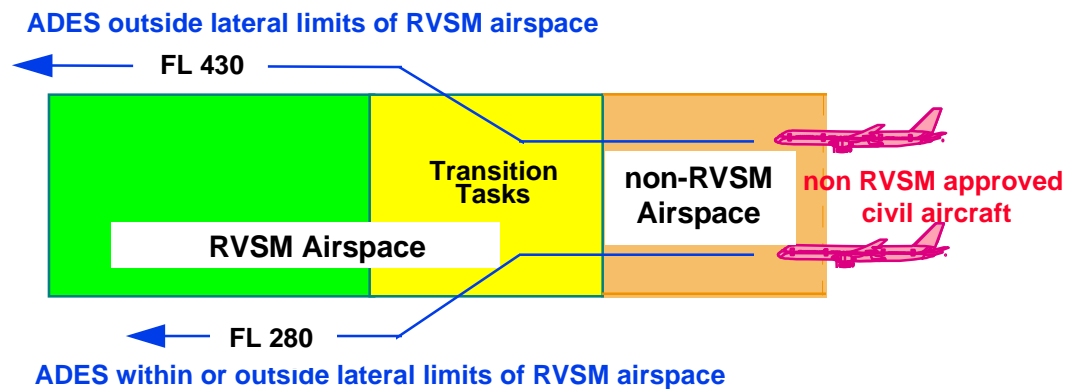 ADES outside lateral limits of RVSM airspace
FL 430
Transition
Tasks
non-RVSM
Airspace
non RVSM approved
civil aircraft
RVSM Airspace
FL 280
ADES within or outside lateral limits of RVSM airspace